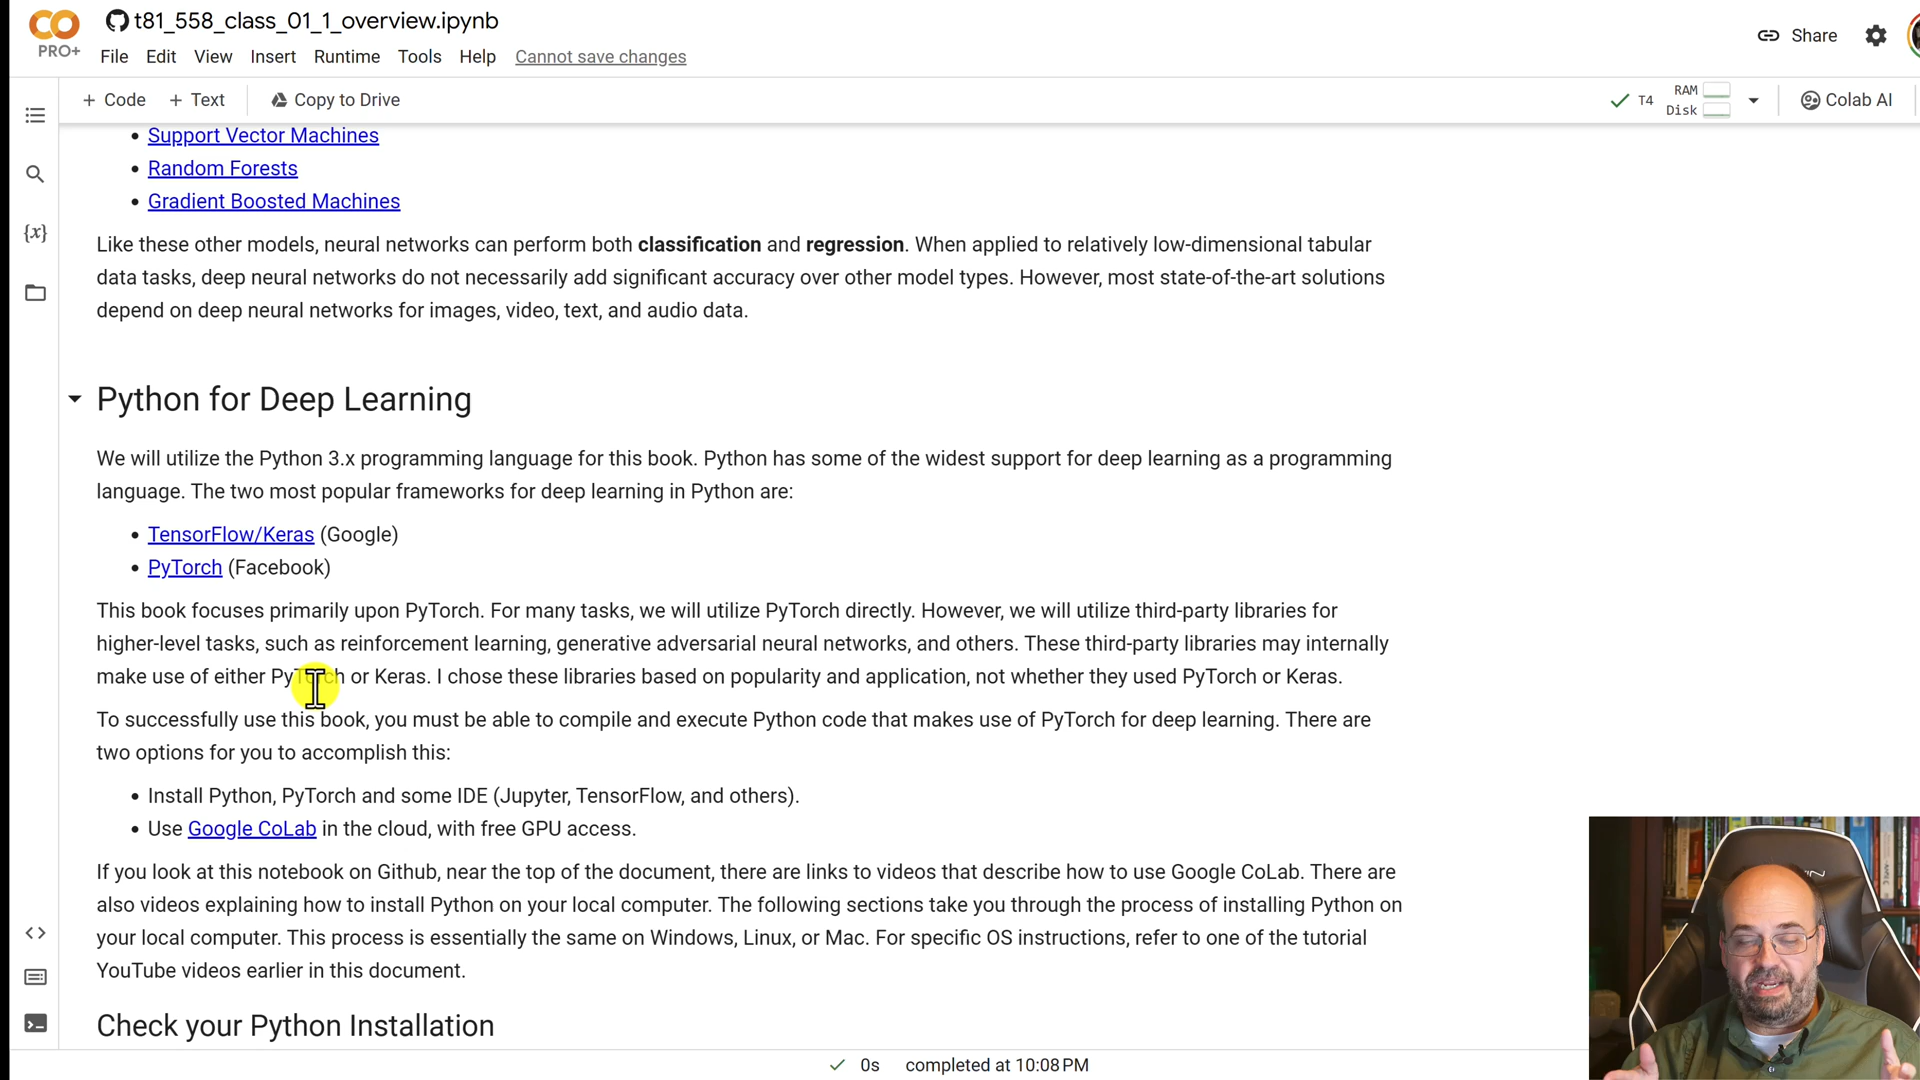 t81_558_class_01_1_overview.ipynb
PRO+
File Edit View Insert Runtime Tools Help Cannot save changes
Share
+ Code + Text Copy to Drive
T4 RAM
Disk
Colab AI
Support Vector Machines
Random Forests
Gradient Boosted Machines
Like these other models, neural networks can perform both classification and regression. When applied to relatively low-dimensional tabular
data tasks, deep neural networks do not necessarily add significant accuracy over other model types. However, most state-of-the-art solutions
depend on deep neural networks for images, video, text, and audio data.
Python for Deep Learning
We will utilize the Python 3.x programming language for this book. Python has some of the widest support for deep learning as a programming
language. The two most popular frameworks for deep learning in Python are:
TensorFlow/Keras (Google)
PyTorch (Facebook)
This book focuses primarily upon PyTorch. For many tasks, we will utilize PyTorch directly. However, we will utilize third-party libraries for
higher-level tasks, such as reinforcement learning, generative adversarial neural networks, and others. These third-party libraries may internally
make use of either PyTorch or Keras. I chose these libraries based on popularity and application, not whether they used PyTorch or Keras.
To successfully use this book, you must be able to compile and execute Python code that makes use of PyTorch for deep learning. There are
two options for you to accomplish this:
Install Python, PyTorch and some IDE (Jupyter, TensorFlow, and others).
Use Google CoLab in the cloud, with free GPU access.
If you look at this notebook on Github, near the top of the document, there are links to videos that describe how to use Google CoLab. There are
also videos explaining how to install Python on your local computer. The following sections take you through the process of installing Python on
your local computer. This process is essentially the same on Windows, Linux, or Mac. For specific OS instructions, refer to one of the tutorial
YouTube videos earlier in this document.
Check your Python Installation
0s completed at 10:08 PM